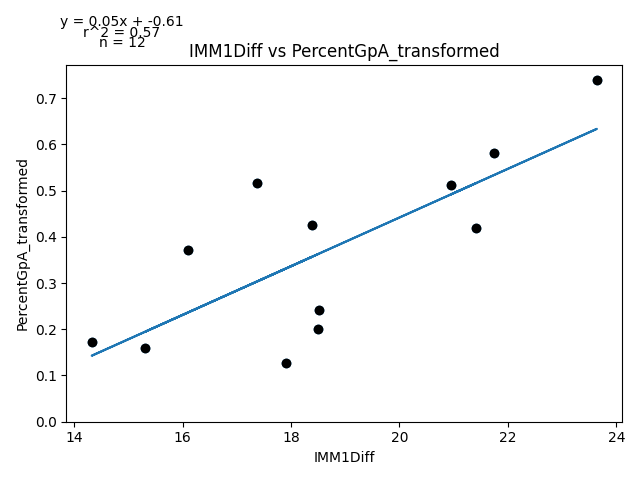 y = 0.05x + -0.61
r^2 = 0.57
n = 12
IMM1Diff vs PercentGpA_transformed
PercentGpA_transformed
0.7
0.6
0.5
0.4
0.3
0.2
0.1
0.0
14 16 18 20 22 24
IMM1Diff